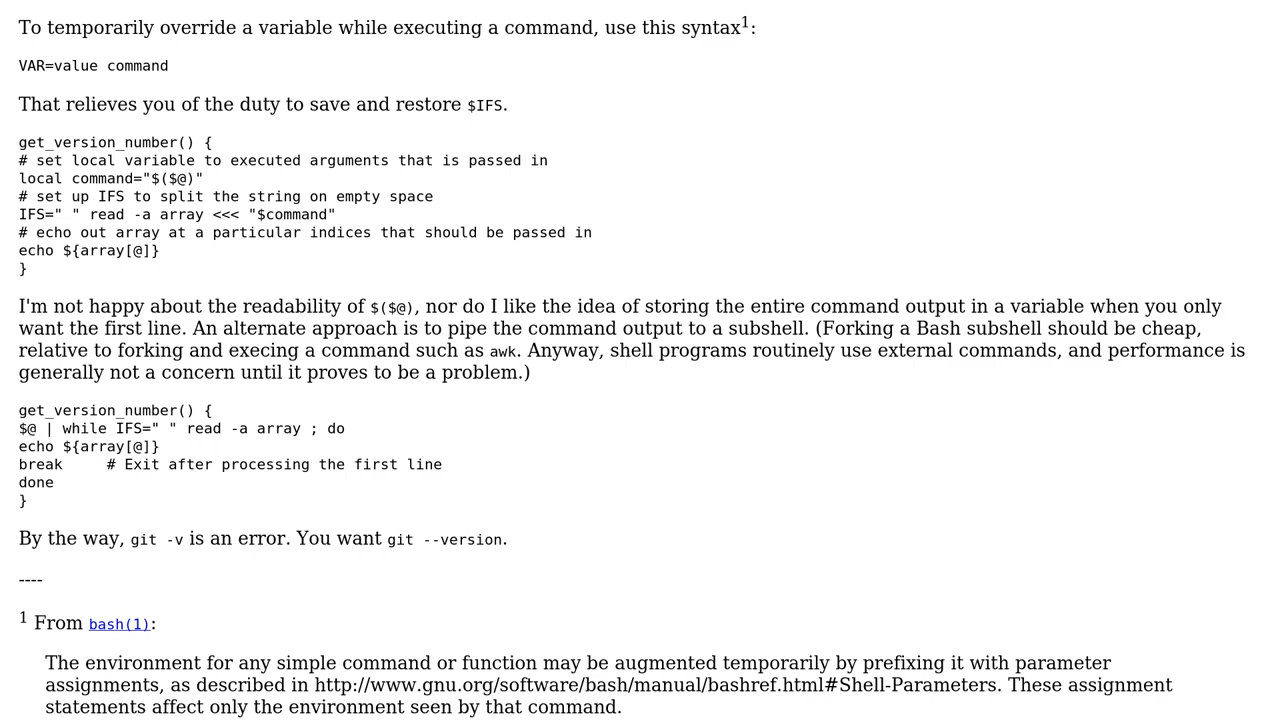 To temporarily override a variable while executing a command, use this syntax1:
VAR=value command
That relieves you of the duty to save and restore $IFS.
get_version_number() {
# set local variable to executed arguments that is passed in
local command="$($@)"
# set up IFS to split the string on empty space
IFS=" " read -a array <<< "$command"
# echo out array at a particular indices that should be passed in
echo ${array[@]}
}
I'm not happy about the readability of $($@), nor do I like the idea of storing the entire command output in a variable when you only
want the first line. An alternate approach is to pipe the command output to a subshell. (Forking a Bash subshell should be cheap,
relative to forking and execing a command such as awk. Anyway, shell programs routinely use external commands, and performance is
generally not a concern until it proves to be a problem.)
get_version_number() {
$@ | while IFS=" " read -a array ; do
echo ${array[@]}
break     # Exit after processing the first line
done
}
By the way, git -v is an error. You want git --version.
----
1 From bash(1):
The environment for any simple command or function may be augmented temporarily by prefixing it with parameter
assignments, as described in http://www.gnu.org/software/bash/manual/bashref.html#Shell-Parameters. These assignment
statements affect only the environment seen by that command.